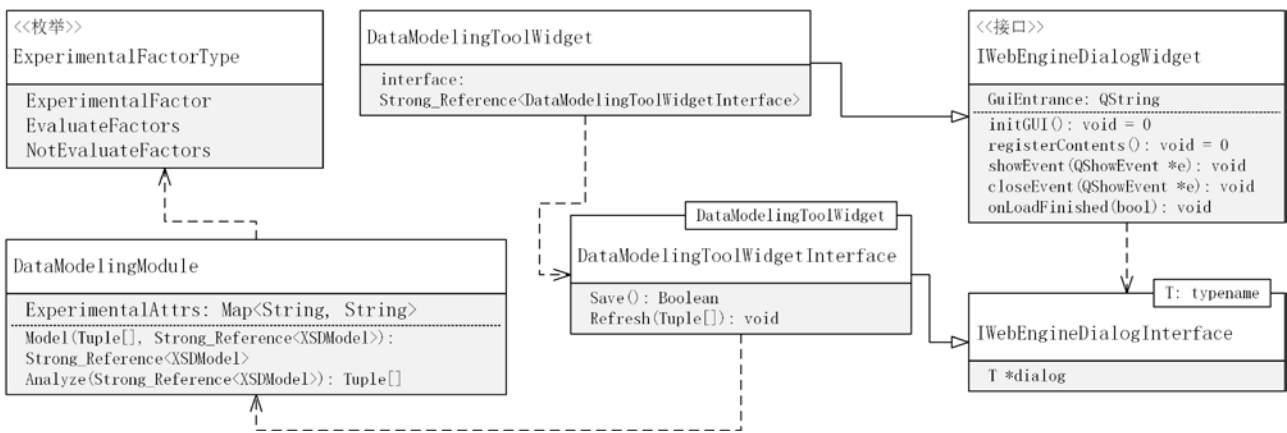 <<枚举>>
ExperimentalFactorType
ExperimentalFactor
EvaluateFactors
NotEvaluateFactors
DataModelingToolWidget
interface:
Strong_Reference<DataModelingToolWidgetInterface>
<<接口>>
IWebEngineDialogWidget
GuiEntrance: QString
initGUI(): void = 0
registerContents(): void = 0
showEvent(QShowEvent *e): void
closeEvent(QShowEvent *e): void
onLoadFinished(bool): void
DataModelingModule
ExperimentalAttrs: Map<String, String>
Model(Tuple[], Strong_Reference<XSDModel>):
Strong_Reference<XSDModel>
Analyze(Strong_Reference<XSDModel>): Tuple[]
DataModelingToolWidget
DataModelingToolWidgetInterface
Save(): Boolean
Refresh(Tuple[]): void
T: typename
IWebEngineDialogInterface
T *dialog